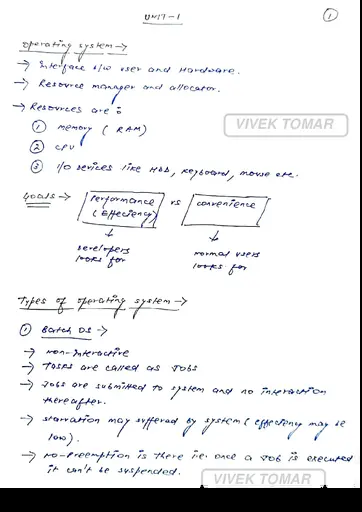 UNIT-1
1
operating system →
→ Interface b/w user and Hardware.
→ Resource manager and allocator.
→ Resources are :
1 memory ( RAM)
VIVEK TOMAR
2 CPU
3 I/O devices like HDD, keyboard, mouse etc.
Goals → Performance vs convenience
(Effeciency)
developers normal users
looks for looks for
Types of operating system →
1 Batch OS →
→ non-Interactive
→ Tasks are called as Jobs
→ Jobs are submitted to system and no interaction
thereafter.
→ starvation may suffered by system ( effeciency may be
low).
→ no-preemption is there i.e. once a Job is executed
it can't be suspended.
VIVEK TOMAR